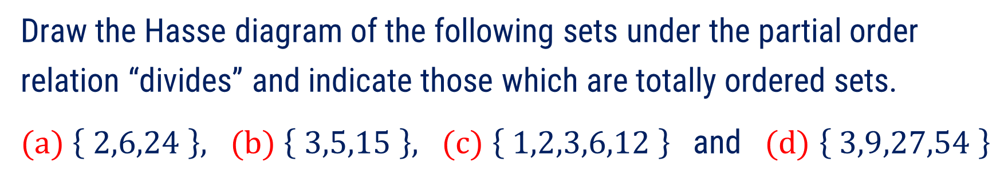 Draw the Hasse diagram of the following sets under the partial order
relation “divides” and indicate those which are totally ordered sets.
(a) { 2,6,24 }, (b) { 3,5,15 }, (c) { 1,2,3,6,12 } and (d) { 3,9,27,54 }